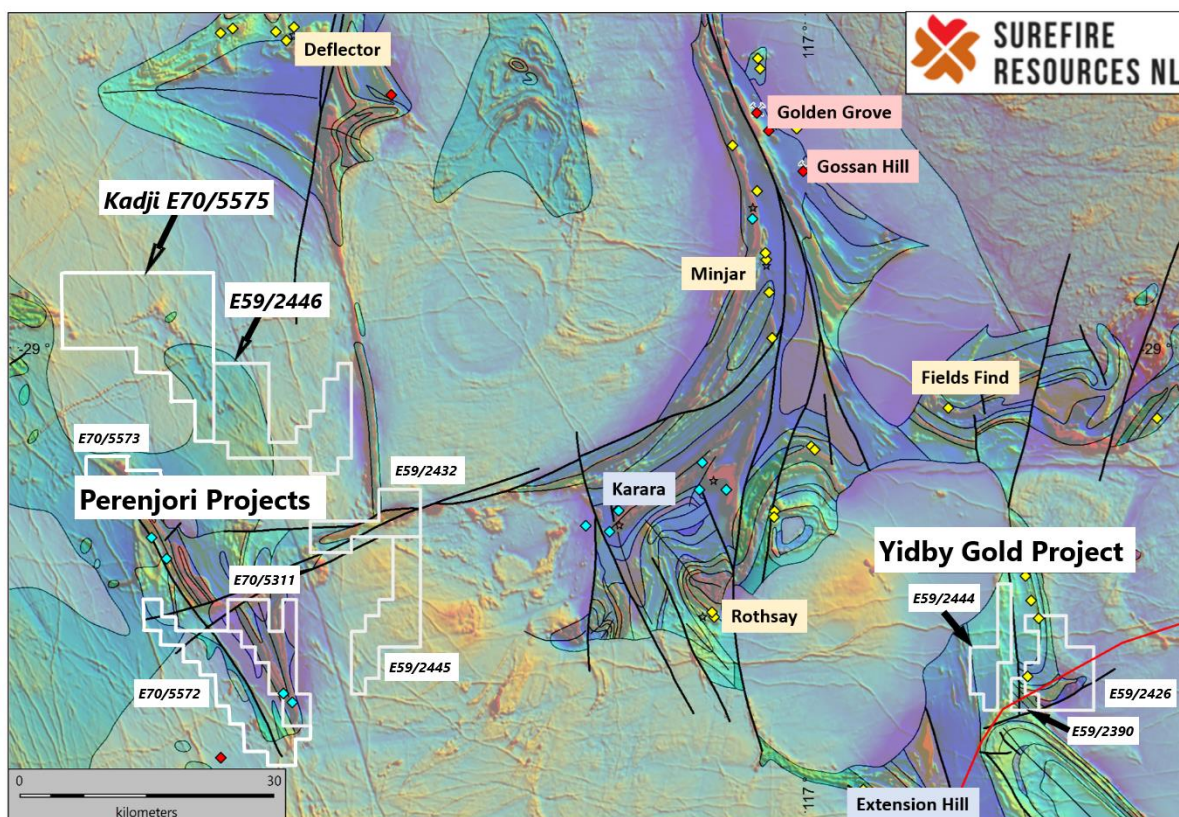 SUREFIRE
RESOURCES NL
117 °
Deflector
Golden Grove
Gossan Hill
Kadji E70/5575
E59/2446
Minjar
-29 °
-29 °
Fields Find
E70/5573
Perenjori Projects
E59/2432
Karara
Yidby Gold Project
E59/2444
E70/5311
Rothsay
E70/5572
E59/2445
E59/2426
E59/2390
0
30
kilometers
117 °
Extension Hill